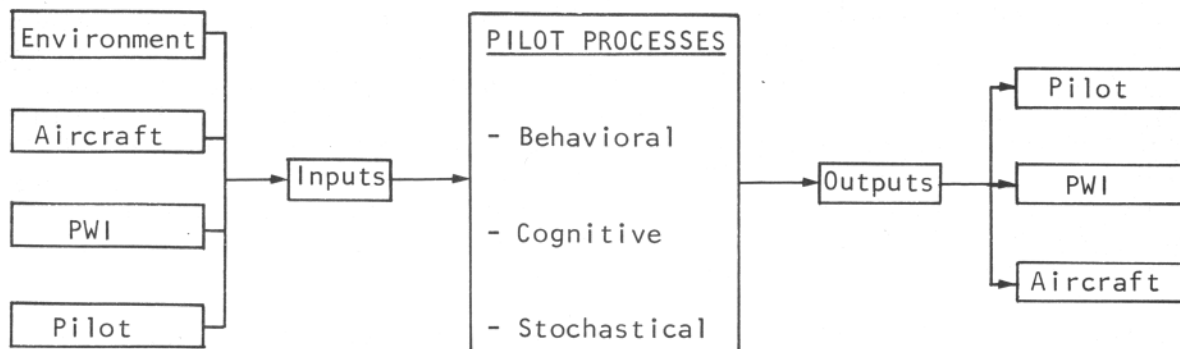 Environment
Aircraft
PWI
Pilot
Inputs
PILOT PROCESSES
- Behavioral
- Cognitive
- Stochastical
Outputs
Pilot
PWI
Aircraft